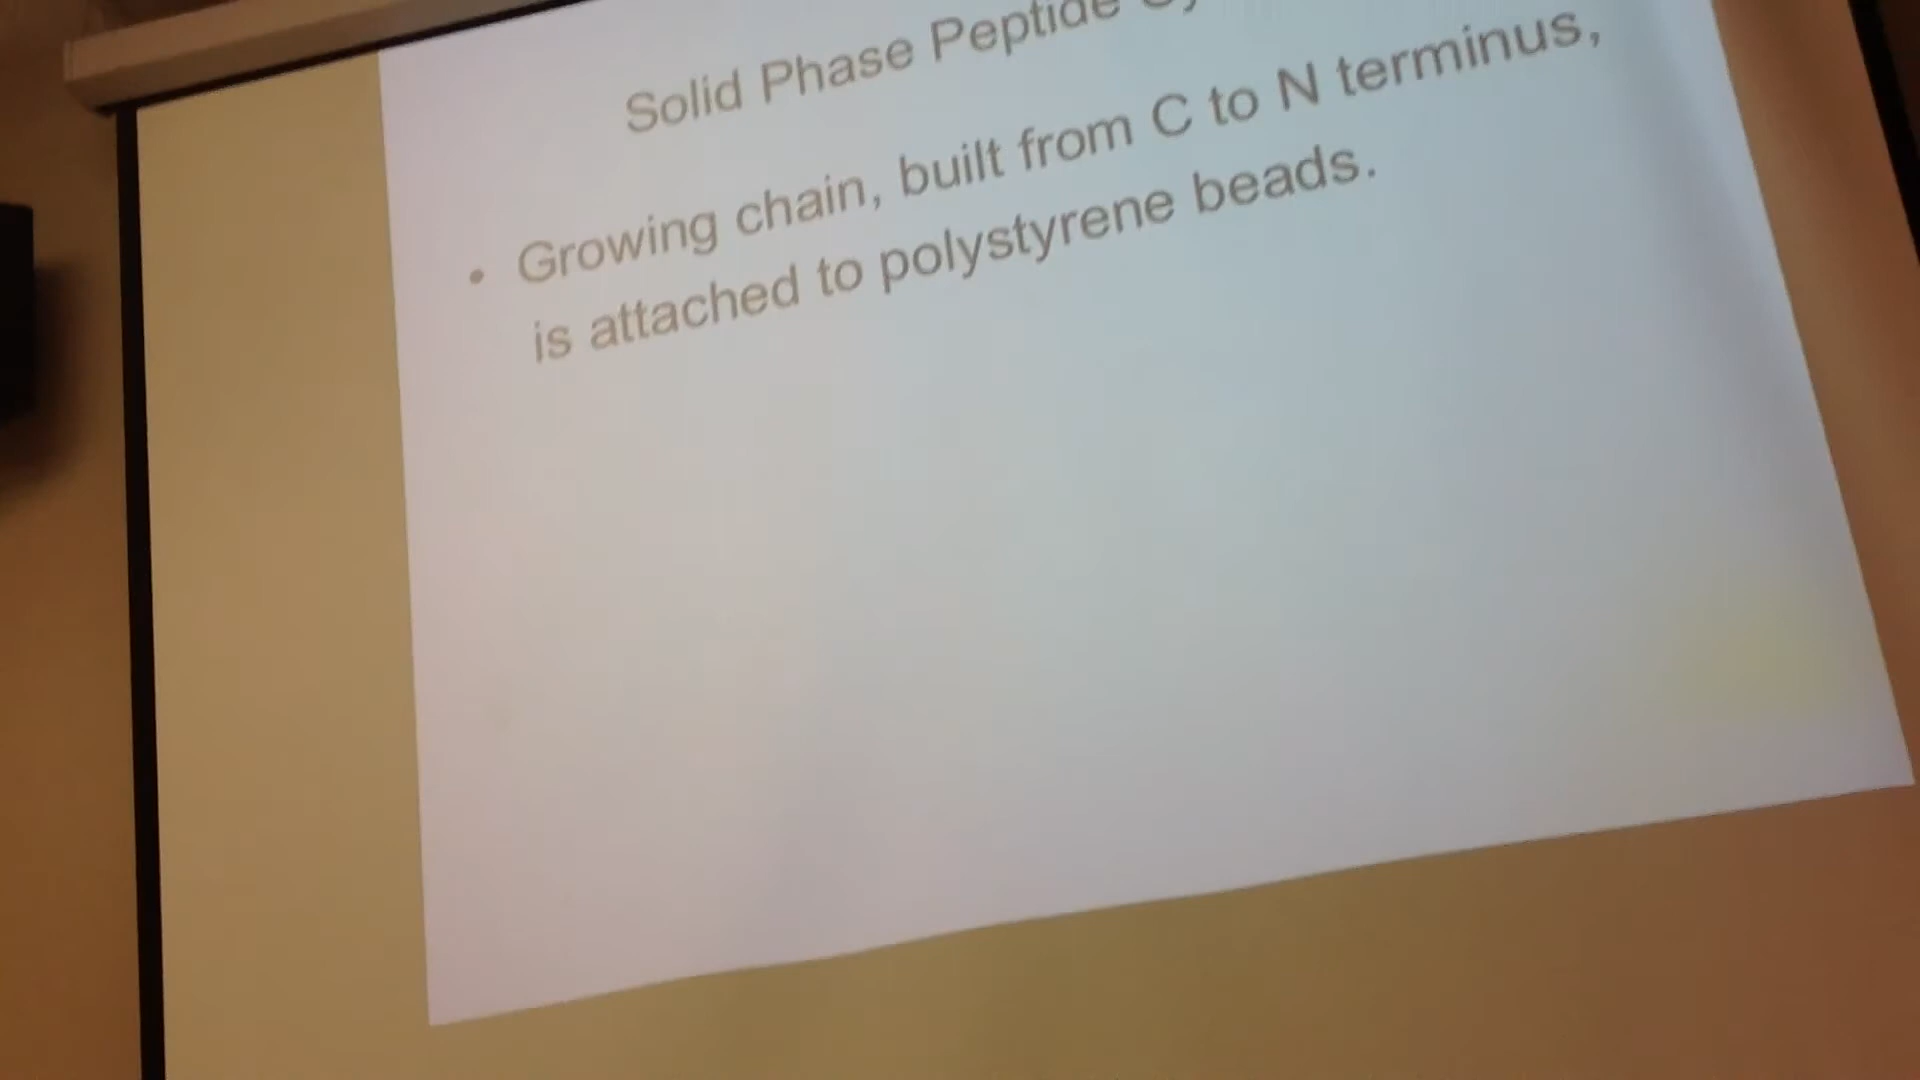 Solid Phase Peptide
• Growing chain, built from C to N terminus,
is attached to polystyrene beads.